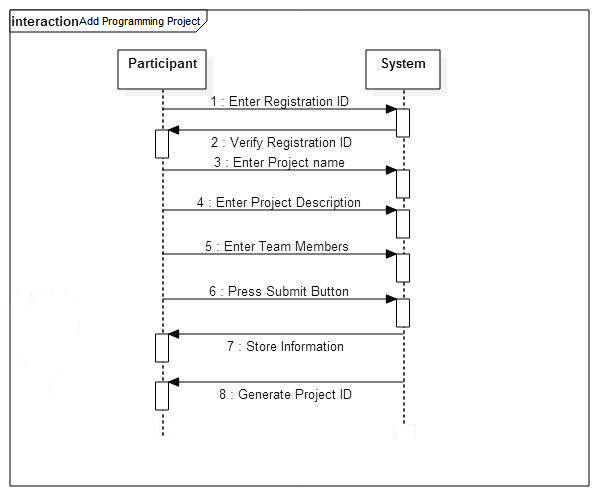 interaction Add Programming Project
Participant
System
1 : Enter Registration ID
2 : Verify Registration ID
3 : Enter Project name
4 : Enter Project Description
5 : Enter Team Members
6 : Press Submit Button
7 : Store Information
8 : Generate Project ID